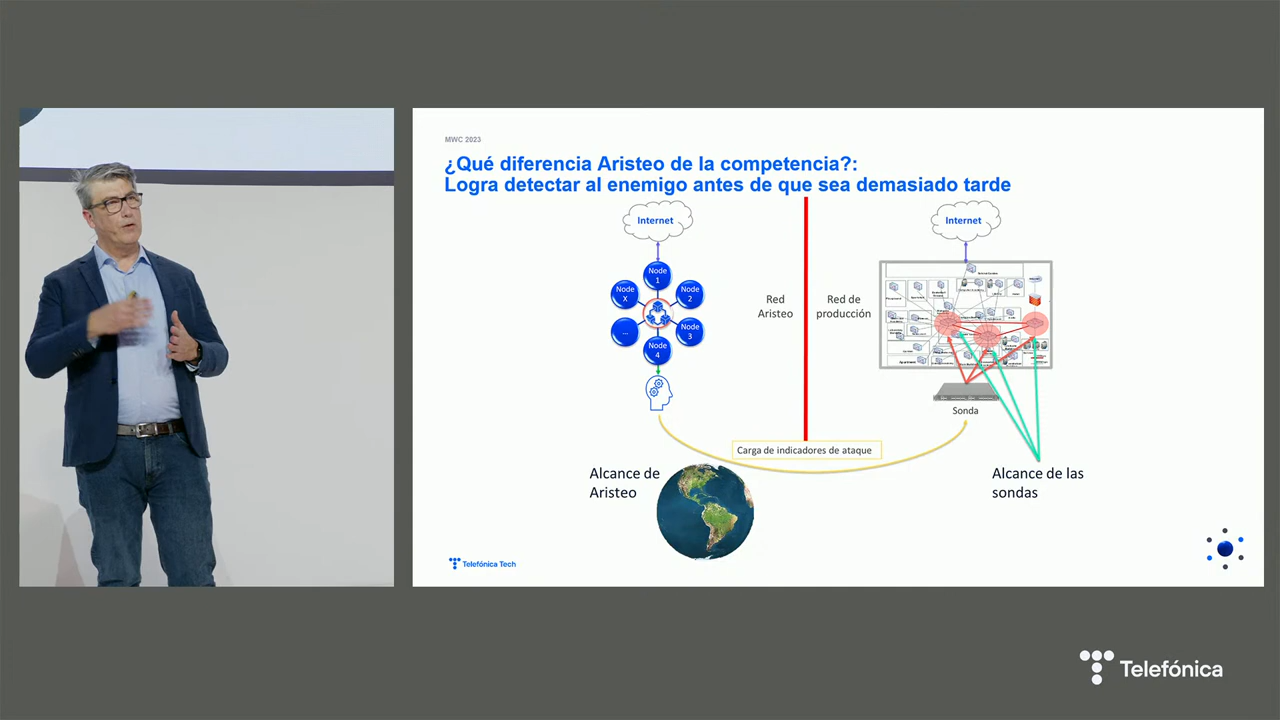 MWC 2023
¿Qué diferencia Aristeo de la competencia?:
Logra detectar al enemigo antes de que sea demasiado tarde
Internet
Internet
Node
1
Node
X
Node
2
...
Node
3
Node
4
Red
Aristeo
Red de
producción
Sonda
Carga de indicadores de ataque
Alcance de
Aristeo
Alcance de las
sondas
Telefónica Tech
Telefónica